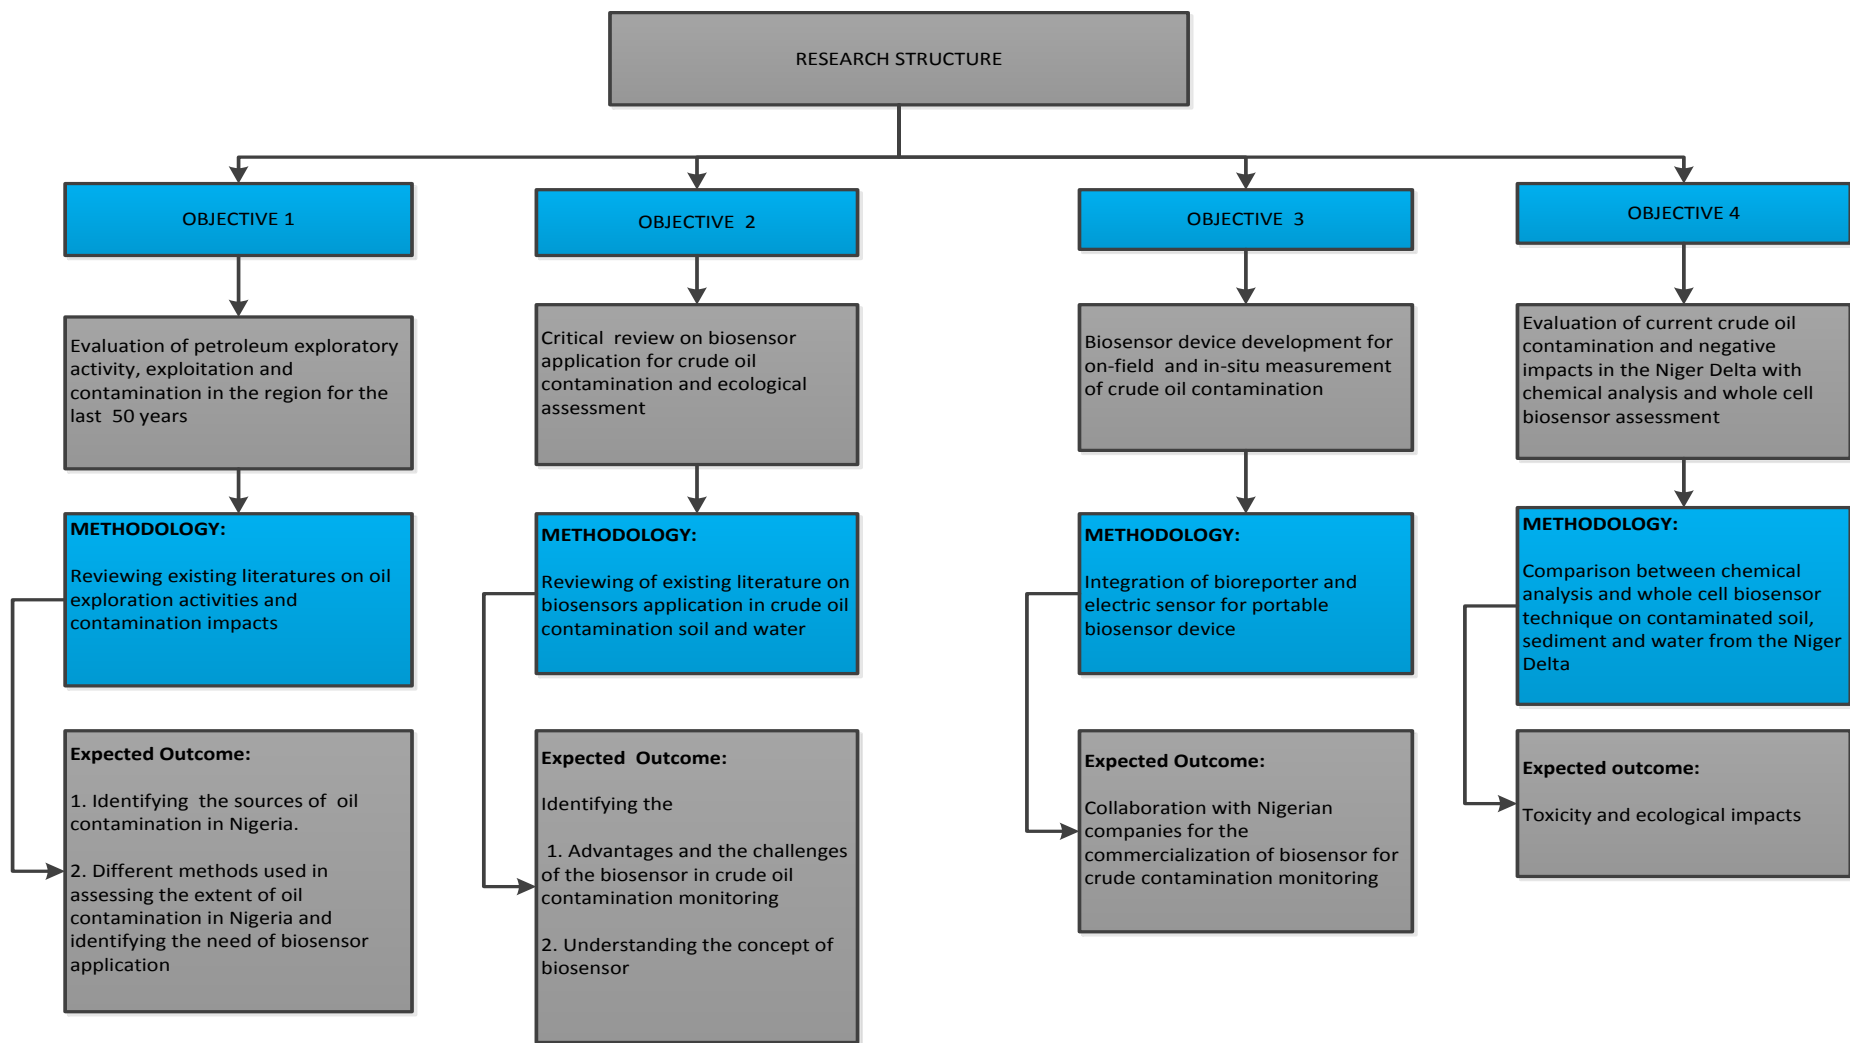 RESEARCH STRUCTURE
OBJECTIVE 1
Evaluation of petroleum exploratory
activity, exploitation and
contamination in the region for the
last 50 years
METHODOLOGY:
Reviewing existing literatures on oil
exploration activities and
contamination impacts
Expected Outcome:
1. Identifying the sources of oil
contamination in Nigeria.
2. Different methods used in
assessing the extent of oil
contamination in Nigeria and
identifying the need of biosensor
application
OBJECTIVE 2
Critical review on biosensor
application for crude oil
contamination and ecological
assessment
METHODOLOGY:
Reviewing of existing literature on
biosensors application in crude oil
contamination soil and water
Expected Outcome:
Identifying the
1. Advantages and the challenges
of the biosensor in crude oil
contamination monitoring
2. Understanding the concept of
biosensor
OBJECTIVE 3
Biosensor device development for
on-field and in-situ measurement
of crude oil contamination
METHODOLOGY:
Integration of bioreporter and
electric sensor for portable
biosensor device
Expected Outcome:
Collaboration with Nigerian
companies for the
commercialization of biosensor for
crude contamination monitoring
OBJECTIVE 4
Evaluation of current crude oil
contamination and negative
impacts in the Niger Delta with
chemical analysis and whole cell
biosensor assessment
METHODOLOGY:
Comparison between chemical
analysis and whole cell biosensor
technique on contaminated soil,
sediment and water from the Niger
Delta
Expected outcome:
Toxicity and ecological impacts